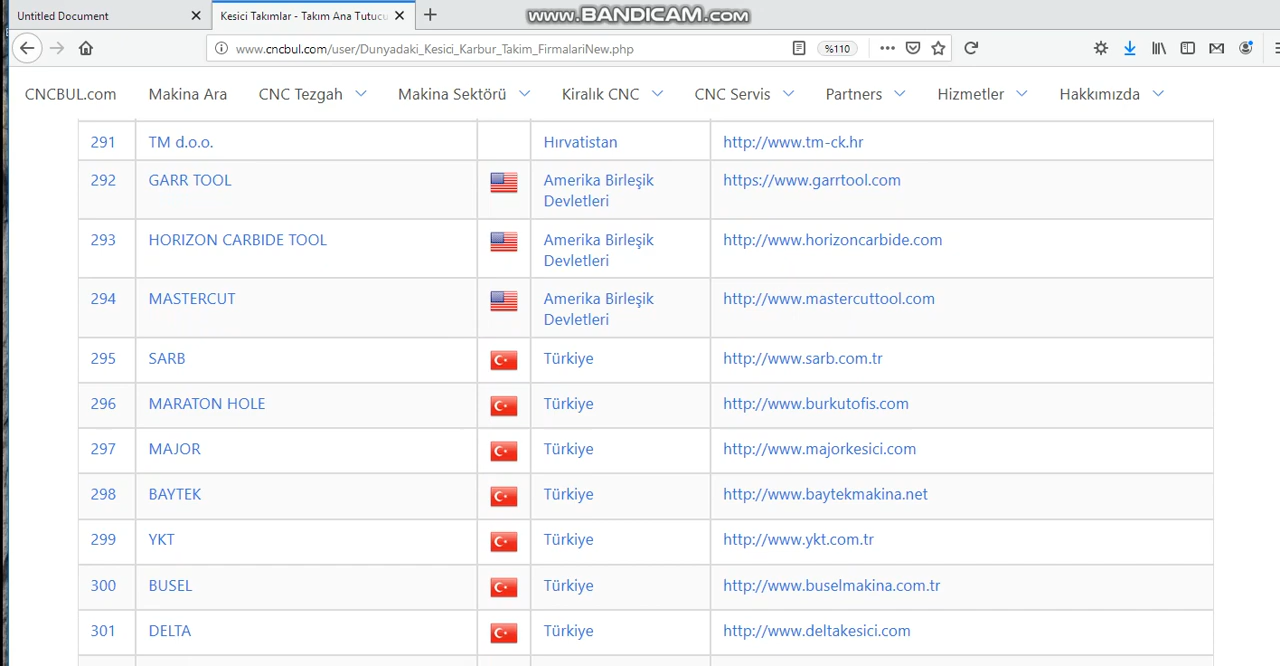 Untitled Document
Kesici Takımlar - Takım Ana Tutucu
www.BANDICAM.com
www.cncbul.com/user/Dunyadaki_Kesici_Karbur_Takim_FirmalariNew.php
%110
CNCBUL.com Makina Ara CNC Tezgah Makina Sektörü Kiralık CNC CNC Servis Partners Hizmetler Hakkımızda
291 TM d.o.o. Hırvatistan http://www.tm-ck.hr
292 GARR TOOL Amerika Birleşik https://www.garrtool.com
Devletleri
293 HORIZON CARBIDE TOOL Amerika Birleşik http://www.horizoncarbide.com
Devletleri
294 MASTERCUT Amerika Birleşik http://www.mastercuttool.com
Devletleri
295 SARB Türkiye http://www.sarb.com.tr
296 MARATON HOLE Türkiye http://www.burkutofis.com
297 MAJOR Türkiye http://www.majorkesici.com
298 BAYTEK Türkiye http://www.baytekmakina.net
299 YKT Türkiye http://www.ykt.com.tr
300 BUSEL Türkiye http://www.buselmakina.com.tr
301 DELTA Türkiye http://www.deltakesici.com